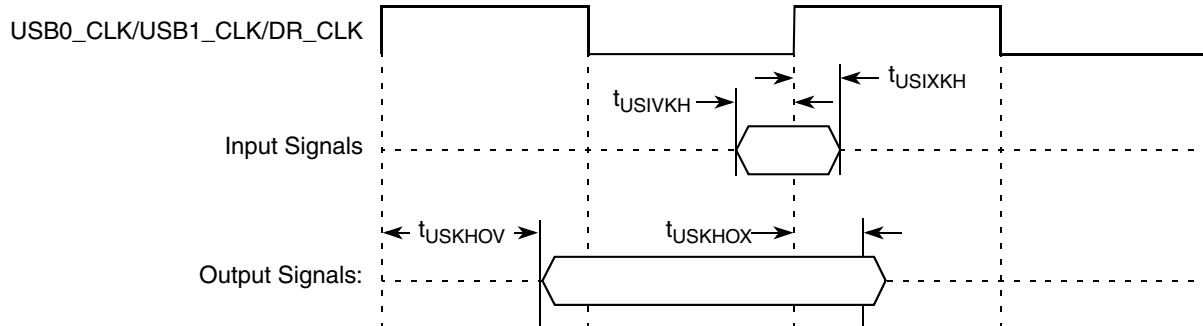 USB0_CLK/USB1_CLK/DR_CLK
tUSIXKH
tUSIVKH
Input Signals
tUSKHOV
tUSKHOX
Output Signals: